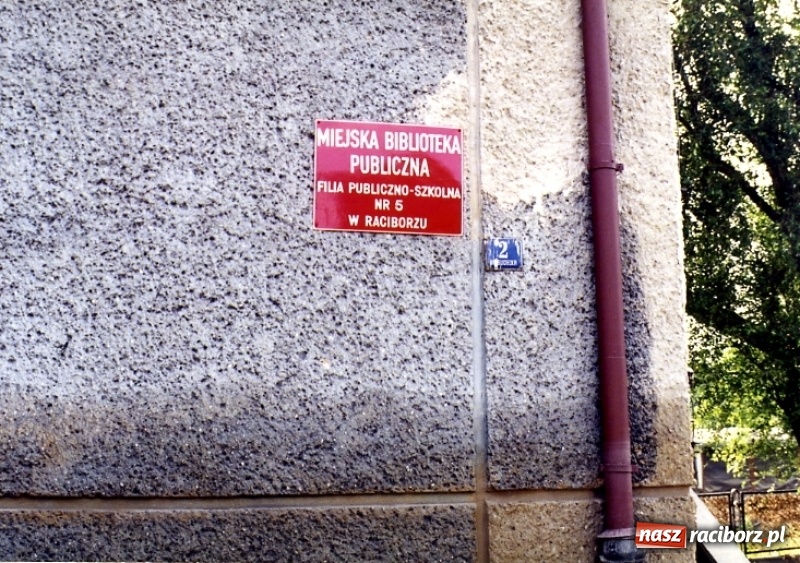 MIEJSKA BIBLIOTEKA
PUBLICZNA
FILIA PUBLICZNO-SZKOLNA
NR 5
W RACIBORZU
2
nasz raciborz.pl